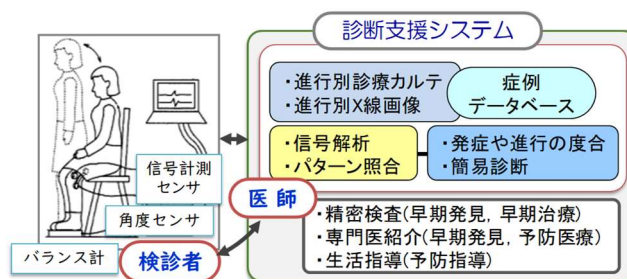 診断支援システム
・進行別診療カルテ
・進行別X線画像
症例
データベース
・信号解析
・パターン照合
・発症や進行の度合
・簡易診断
信号計測
センサ
角度センサ
バランス計
医師
検診者
・精密検査(早期発見, 早期治療)
・専門医紹介(早期発見, 予防医療)
・生活指導(予防指導)